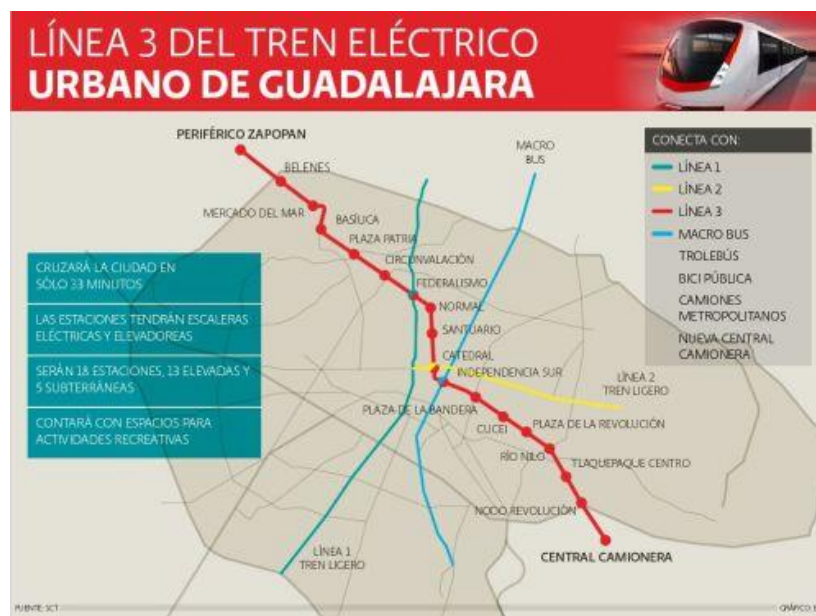 LÍNEA 3 DEL TREN ELÉCTRICO
URBANO DE GUADALAJARA
PERIFÉRICO ZAPOPAN
BELENES
MERCADO DEL MAR
BASÍLICA
PLAZA PATRIA
CIRCUNVALACIÓN
FEDERALISMO
NORMAL
SANTUARIO
CATEDRAL
INDEPENDENCIA SUR
PLAZA DE LA BANDERA
CUCEI
PLAZA DE LA REVOLUCIÓN
RÍO NILO
TLAQUEPAQUE CENTRO
NODO REVOLUCIÓN
CENTRAL CAMIONERA
MACRO
BUS
LÍNEA 2
TREN LIGERO
LÍNEA 1
TREN LIGERO
CONECTA CON:
LÍNEA 1
LÍNEA 2
LÍNEA 3
MACRO BUS
TROLEBÚS
BICI PÚBLICA
CAMIONES
METROPOLITANOS
NUEVA CENTRAL
CAMIONERA
CRUZARÁ LA CIUDAD EN
SÓLO 33 MINUTOS
LAS ESTACIONES TENDRÁN ESCALERAS
ELÉCTRICAS Y ELEVADOREAS
SERÁN 18 ESTACIONES, 13 ELEVADAS Y
5 SUBTERRÁNEAS
CONTARÁ CON ESPACIOS PARA
ACTIVIDADES RECREATIVAS
FUENTE: SCT
GRÁFICO: